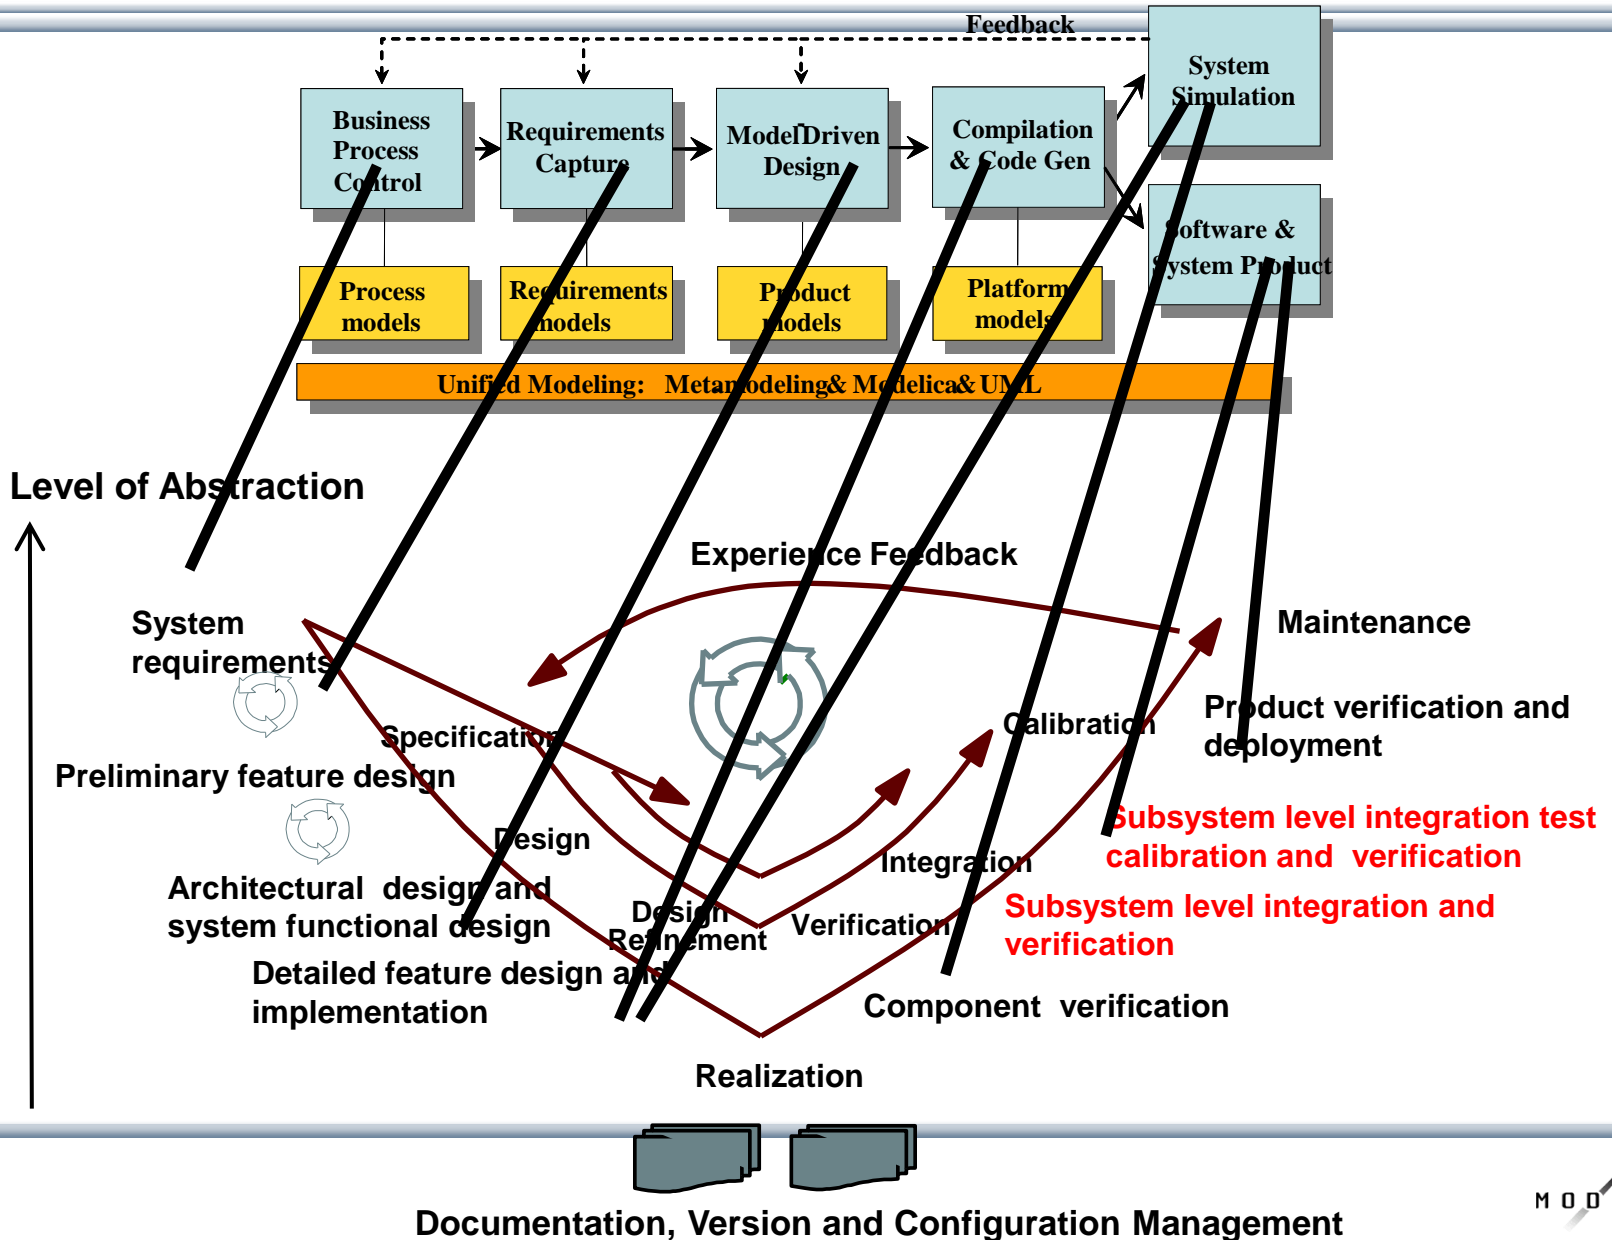 Feedback
System
Simulation
Business
Process
Control
Requirements
Capture
Model-Driven
Design
Compilation
& Code Gen
Software &
System Product
Process
models
Requirements
models
Product
models
Platform
models
Unified Modeling: Metamodeling& Modelica& UML
Level of Abstraction
Experience Feedback
System
requirements
Maintenance
Specification
Calibration
Product verification and
deployment
Preliminary feature design
Design
Integration
Subsystem level integration test
calibration and verification
Architectural design and
system functional design
Design
Refinement
Verification
Subsystem level integration and
verification
Detailed feature design and
implementation
Component verification
Realization
Documentation, Version and Configuration Management
MOD